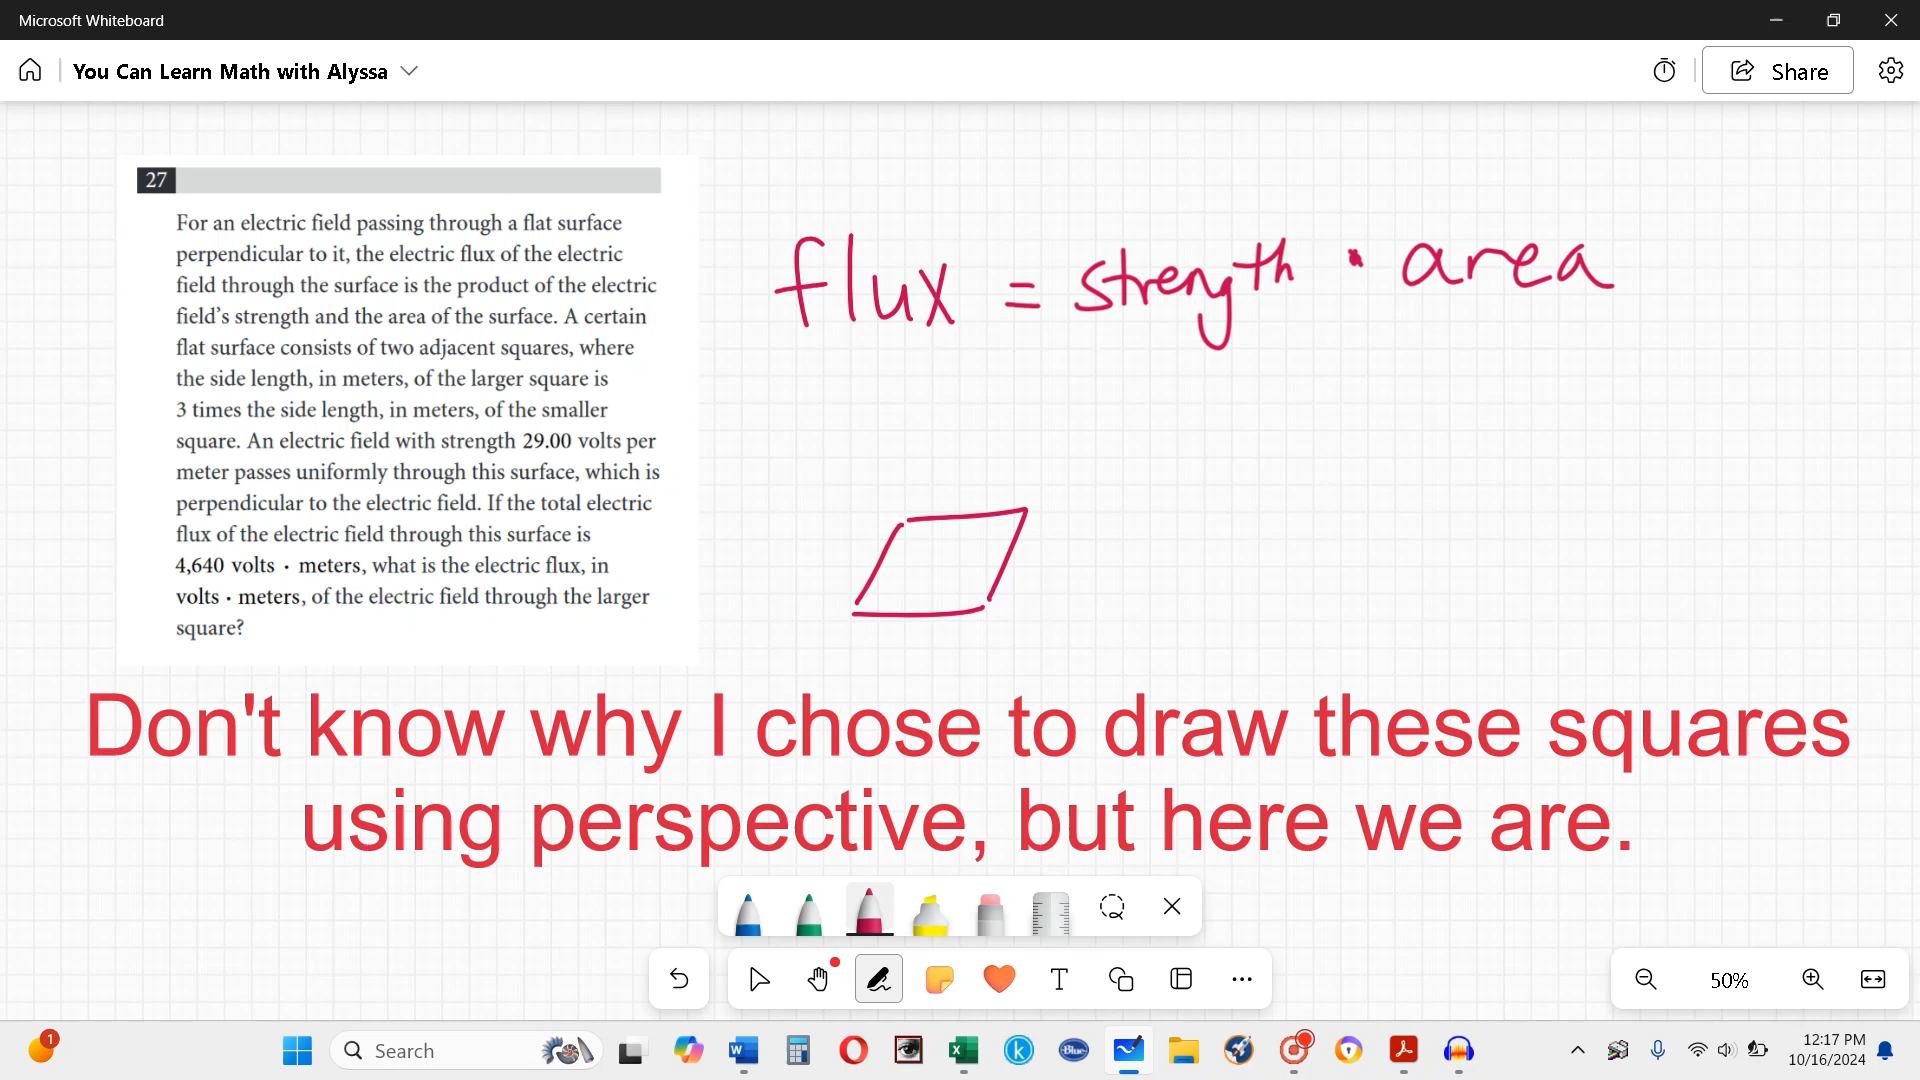 Microsoft Whiteboard
You Can Learn Math with Alyssa
Share
27
For an electric field passing through a flat surface
perpendicular to it, the electric flux of the electric
field through the surface is the product of the electric
field's strength and the area of the surface. A certain
flat surface consists of two adjacent squares, where
the side length, in meters, of the larger square is
3 times the side length, in meters, of the smaller
square. An electric field with strength 29.00 volts per
meter passes uniformly through this surface, which is
perpendicular to the electric field. If the total electric
flux of the electric field through this surface is
4,640 volts · meters, what is the electric flux, in
volts · meters, of the electric field through the larger
square?
flux = strength · area
Don't know why I chose to draw these squares
using perspective, but here we are.
50%
1
Search
12:17 PM
10/16/2024